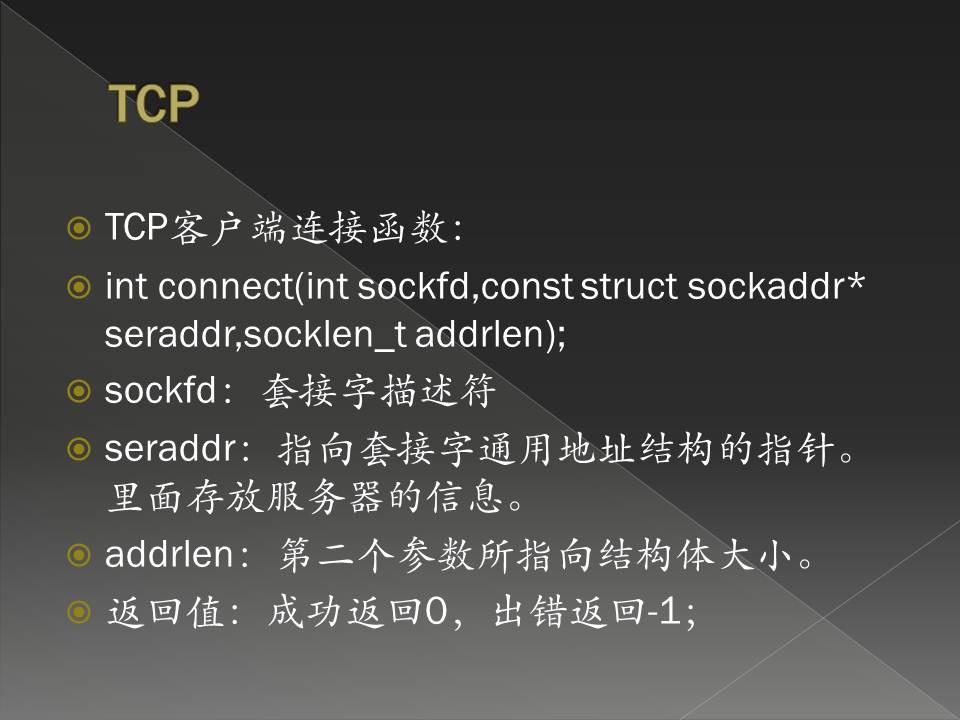 TCP
TCP客户端连接函数：
int connect(int sockfd,const struct sockaddr*
seraddr,socklen_t addrlen);
sockfd：套接字描述符
seraddr：指向套接字通用地址结构的指针。
里面存放服务器的信息。
addrlen：第二个参数所指向结构体大小。
返回值：成功返回0，出错返回-1；